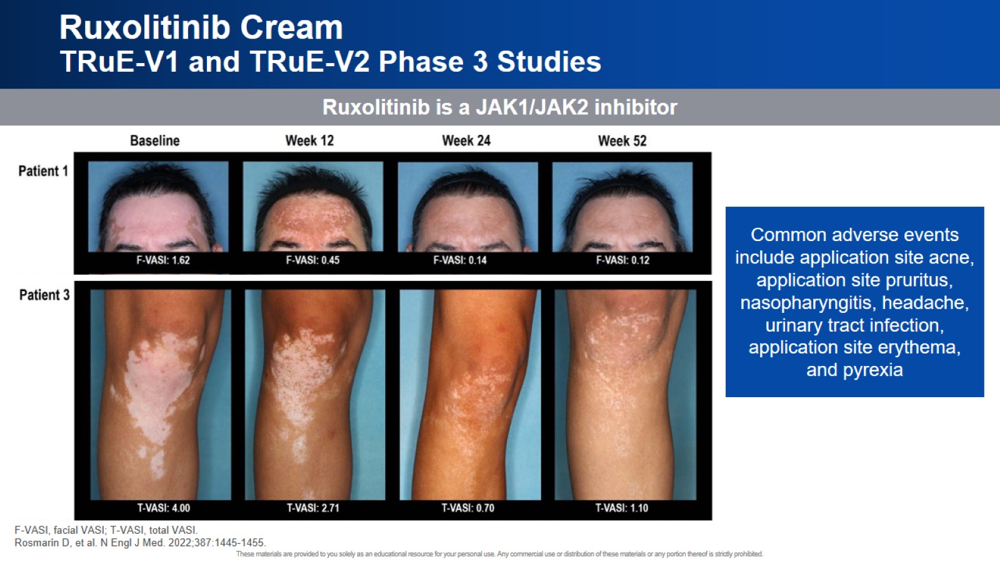 Ruxolitinib Cream
TRuE-V1 and TRuE-V2 Phase 3 Studies
Ruxolitinib is a JAK1/JAK2 inhibitor
Baseline Week 12 Week 24 Week 52
Patient 1
F-VASI: 1.62 F-VASI: 0.45 F-VASI: 0.14 F-VASI: 0.12
Patient 3
T-VASI: 4.00 T-VASI: 2.71 T-VASI: 0.70 T-VASI: 1.10
Common adverse events
include application site acne,
application site pruritus,
nasopharyngitis, headache,
urinary tract infection,
application site erythema,
and pyrexia
F-VASI, facial VASI; T-VASI, total VASI.
Rosmarin D, et al. N Engl J Med. 2022;387:1445-1455.
These materials are provided to you solely as an educational resource for your personal use. Any commercial use or distribution of these materials or any portion thereof is strictly prohibited.